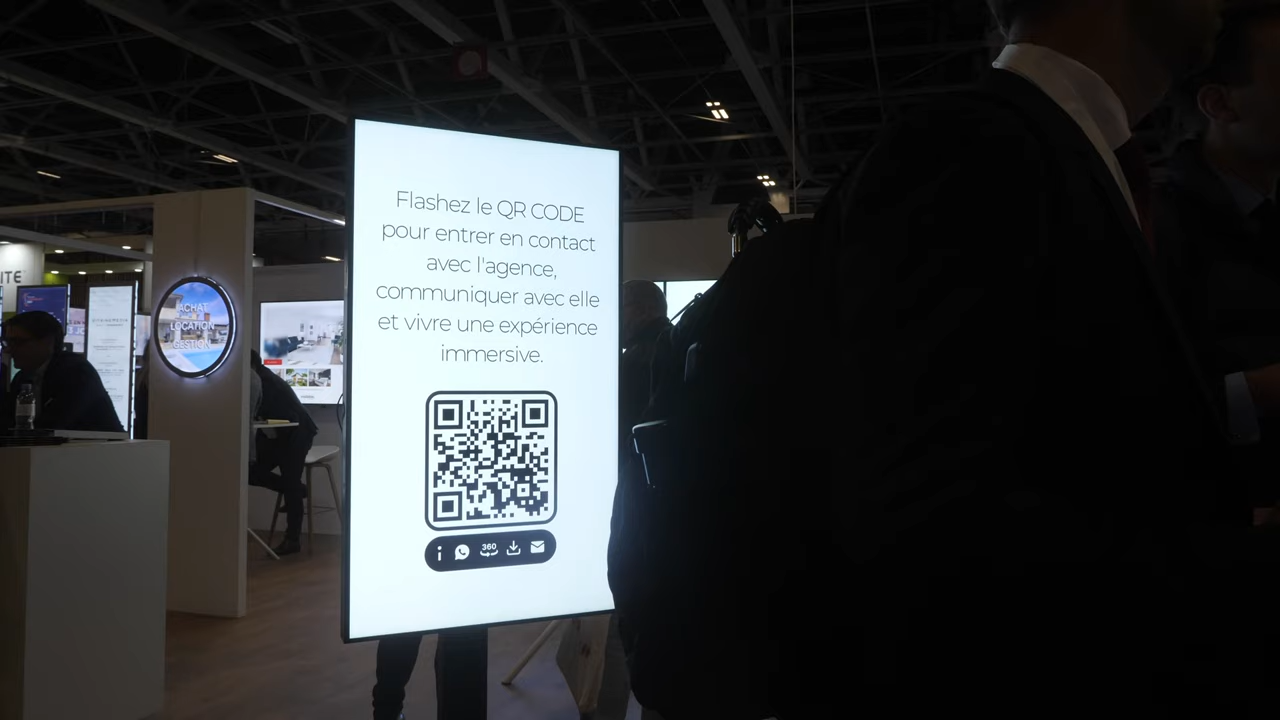 Flashez le QR CODE
pour entrer en contact
avec l'agence,
communiquer avec elle
et vivre une expérience
immersive.
360
ACHAT
LOCATION
GESTION
ITE